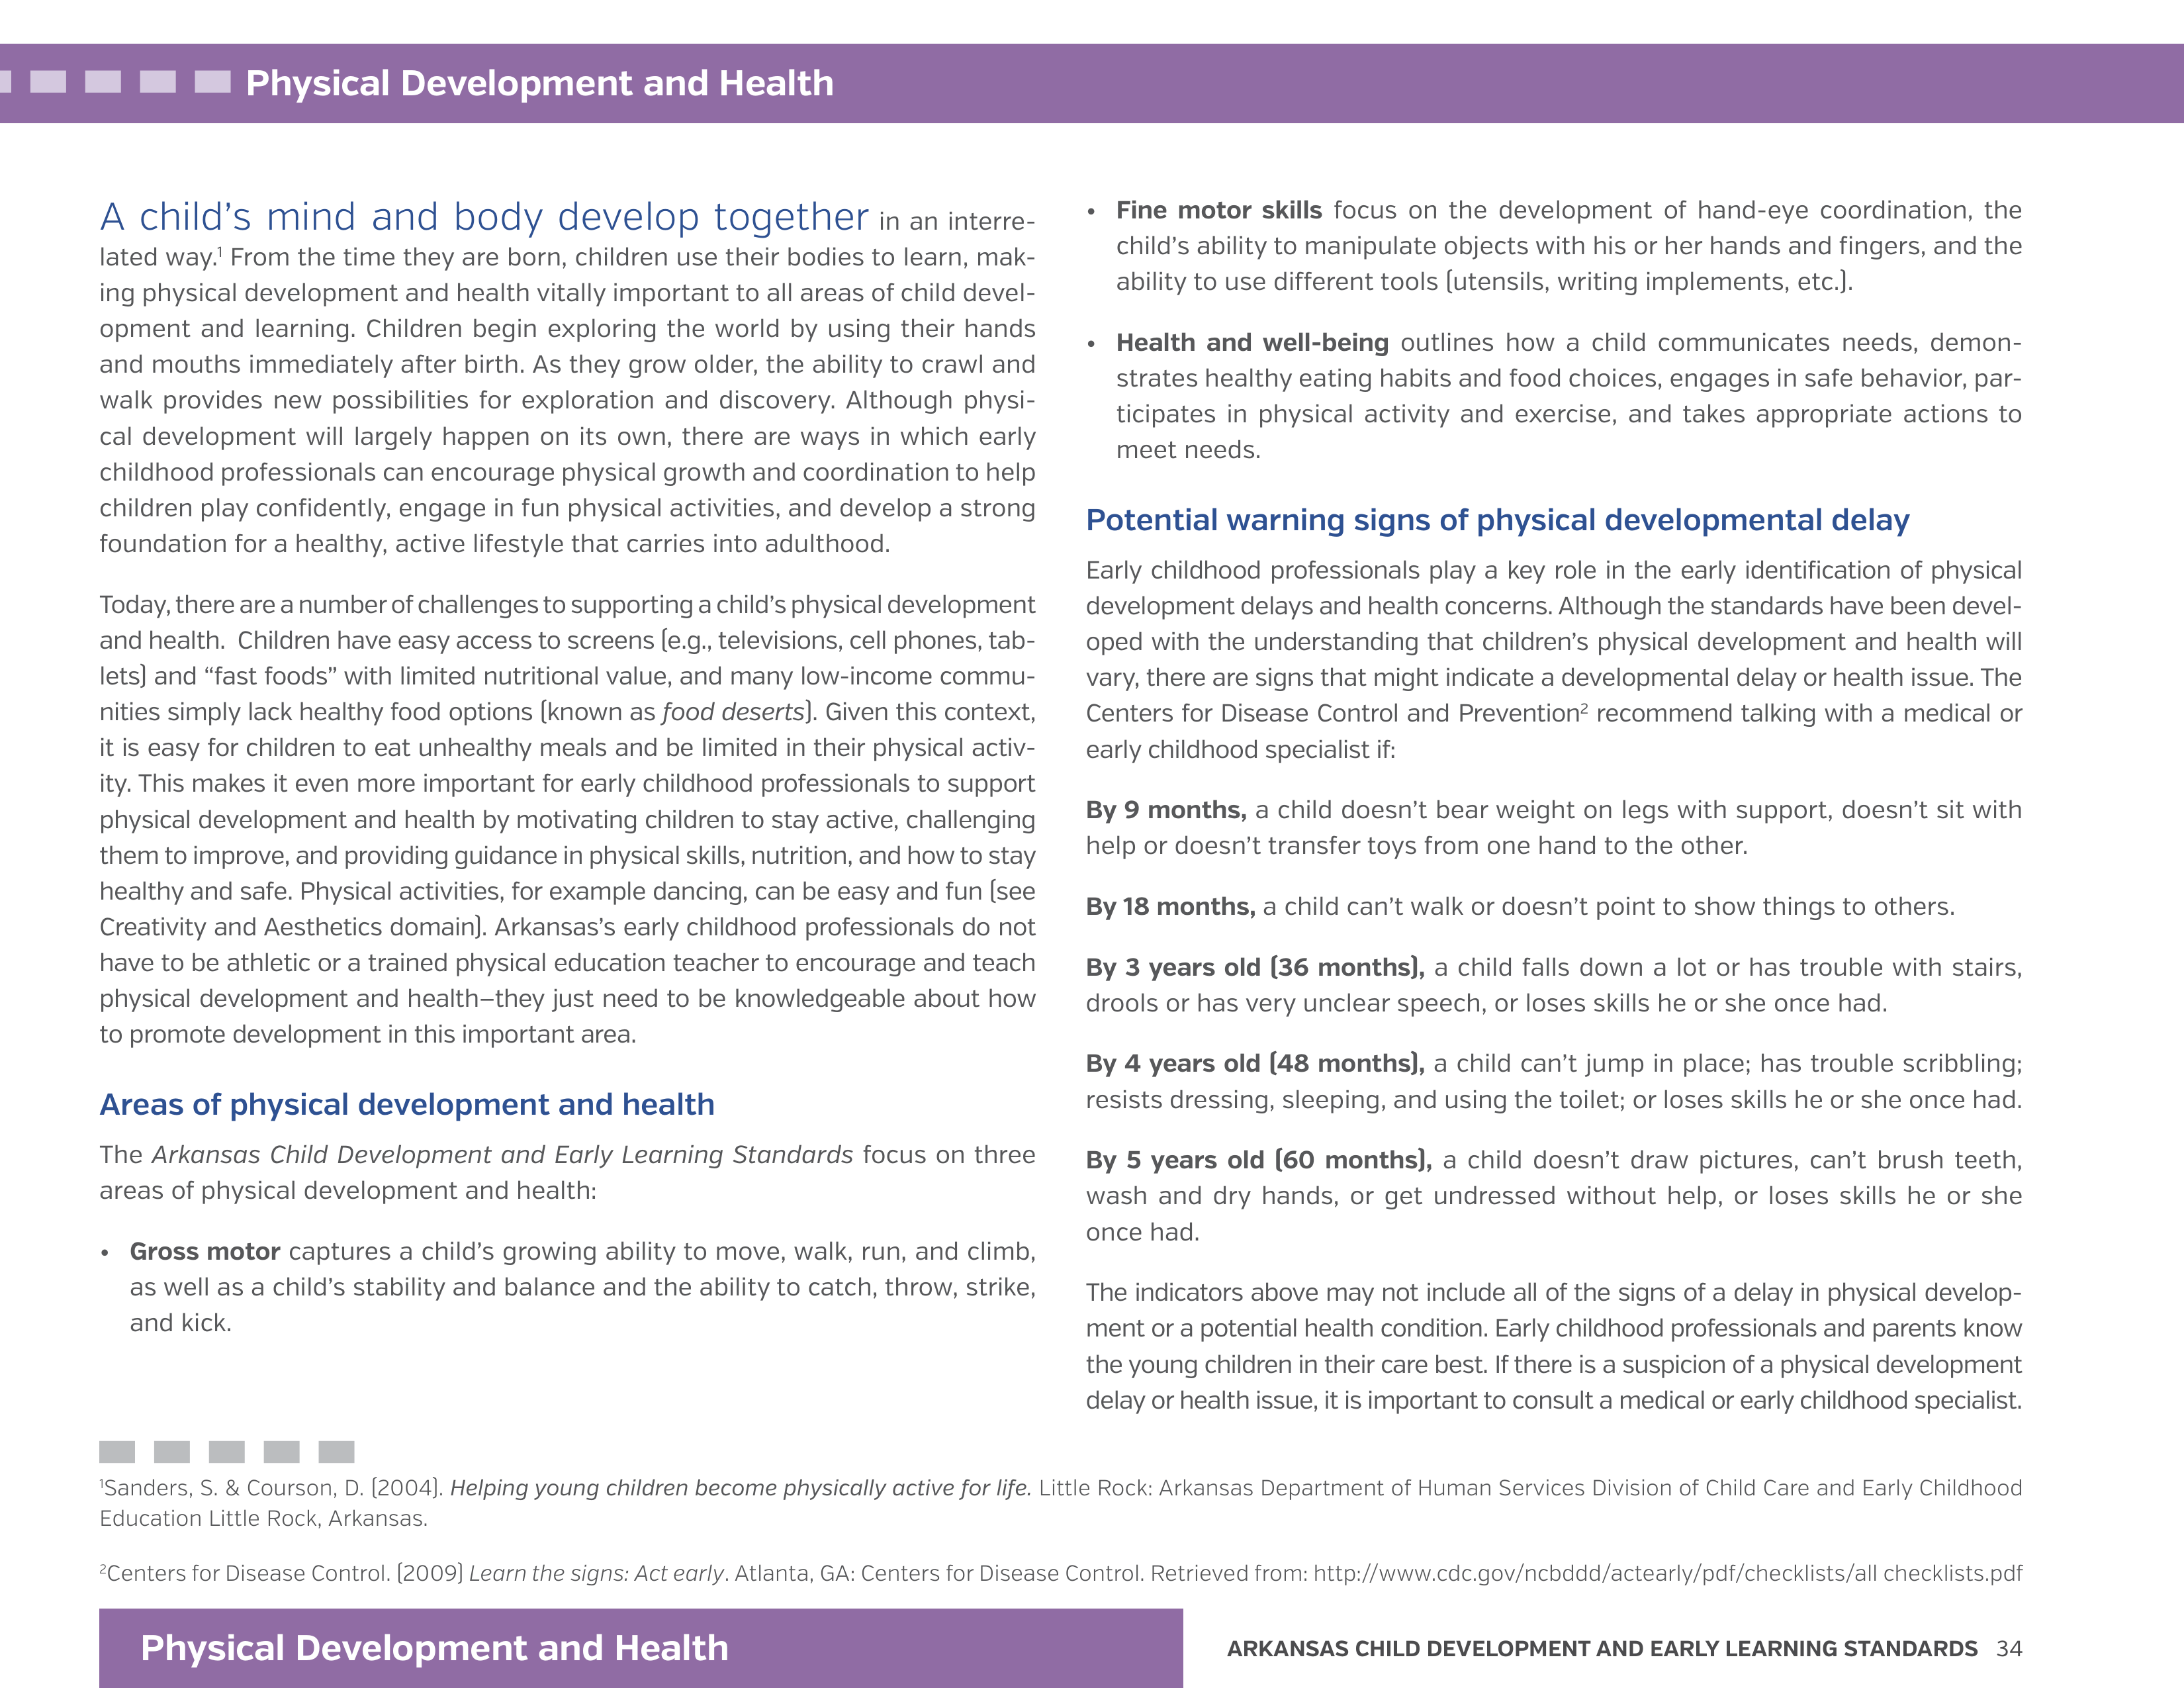 Physical Development and Health
A child’s mind and body develop together in an interre-
lated way.¹ From the time they are born, children use their bodies to learn, mak-
ing physical development and health vitally important to all areas of child devel-
opment and learning. Children begin exploring the world by using their hands
and mouths immediately after birth. As they grow older, the ability to crawl and
walk provides new possibilities for exploration and discovery. Although physi-
cal development will largely happen on its own, there are ways in which early
childhood professionals can encourage physical growth and coordination to help
children play confidently, engage in fun physical activities, and develop a strong
foundation for a healthy, active lifestyle that carries into adulthood.
Today, there are a number of challenges to supporting a child’s physical development
and health.  Children have easy access to screens (e.g., televisions, cell phones, tab-
lets) and “fast foods” with limited nutritional value, and many low-income commu-
nities simply lack healthy food options (known as food deserts). Given this context,
it is easy for children to eat unhealthy meals and be limited in their physical activ-
ity. This makes it even more important for early childhood professionals to support
physical development and health by motivating children to stay active, challenging
them to improve, and providing guidance in physical skills, nutrition, and how to stay
healthy and safe. Physical activities, for example dancing, can be easy and fun (see
Creativity and Aesthetics domain). Arkansas’s early childhood professionals do not
have to be athletic or a trained physical education teacher to encourage and teach
physical development and health—they just need to be knowledgeable about how
to promote development in this important area.
Areas of physical development and health
The Arkansas Child Development and Early Learning Standards focus on three
areas of physical development and health:
• Gross motor captures a child’s growing ability to move, walk, run, and climb,
as well as a child’s stability and balance and the ability to catch, throw, strike,
and kick.
• Fine motor skills focus on the development of hand-eye coordination, the
child’s ability to manipulate objects with his or her hands and fingers, and the
ability to use different tools (utensils, writing implements, etc.).
• Health and well-being outlines how a child communicates needs, demon-
strates healthy eating habits and food choices, engages in safe behavior, par-
ticipates in physical activity and exercise, and takes appropriate actions to
meet needs.
Potential warning signs of physical developmental delay
Early childhood professionals play a key role in the early identification of physical
development delays and health concerns. Although the standards have been devel-
oped with the understanding that children’s physical development and health will
vary, there are signs that might indicate a developmental delay or health issue. The
Centers for Disease Control and Prevention² recommend talking with a medical or
early childhood specialist if:
By 9 months, a child doesn’t bear weight on legs with support, doesn’t sit with
help or doesn’t transfer toys from one hand to the other.
By 18 months, a child can’t walk or doesn’t point to show things to others.
By 3 years old (36 months), a child falls down a lot or has trouble with stairs,
drools or has very unclear speech, or loses skills he or she once had.
By 4 years old (48 months), a child can’t jump in place; has trouble scribbling;
resists dressing, sleeping, and using the toilet; or loses skills he or she once had.
By 5 years old (60 months), a child doesn’t draw pictures, can’t brush teeth,
wash and dry hands, or get undressed without help, or loses skills he or she
once had.
The indicators above may not include all of the signs of a delay in physical develop-
ment or a potential health condition. Early childhood professionals and parents know
the young children in their care best. If there is a suspicion of a physical development
delay or health issue, it is important to consult a medical or early childhood specialist.
¹Sanders, S. & Courson, D. (2004). Helping young children become physically active for life. Little Rock: Arkansas Department of Human Services Division of Child Care and Early Childhood
Education Little Rock, Arkansas.
²Centers for Disease Control. (2009) Learn the signs: Act early. Atlanta, GA: Centers for Disease Control. Retrieved from: http://www.cdc.gov/ncbddd/actearly/pdf/checklists/all checklists.pdf
Physical Development and Health
ARKANSAS CHILD DEVELOPMENT AND EARLY LEARNING STANDARDS 34